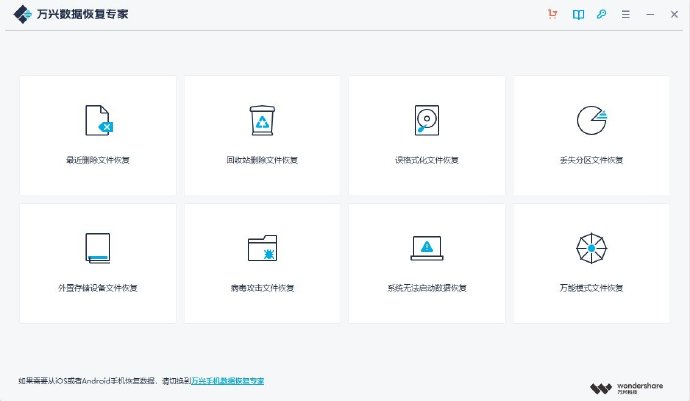 万兴数据恢复专家
最近删除文件恢复
回收站删除文件恢复
误格式化文件恢复
丢失分区文件恢复
外置存储设备文件恢复
病毒攻击文件恢复
系统无法启动数据恢复
万能模式文件恢复
如果需要从iOS或者Android手机恢复数据，请切换到万兴手机数据恢复专家
wondershare
万兴科技